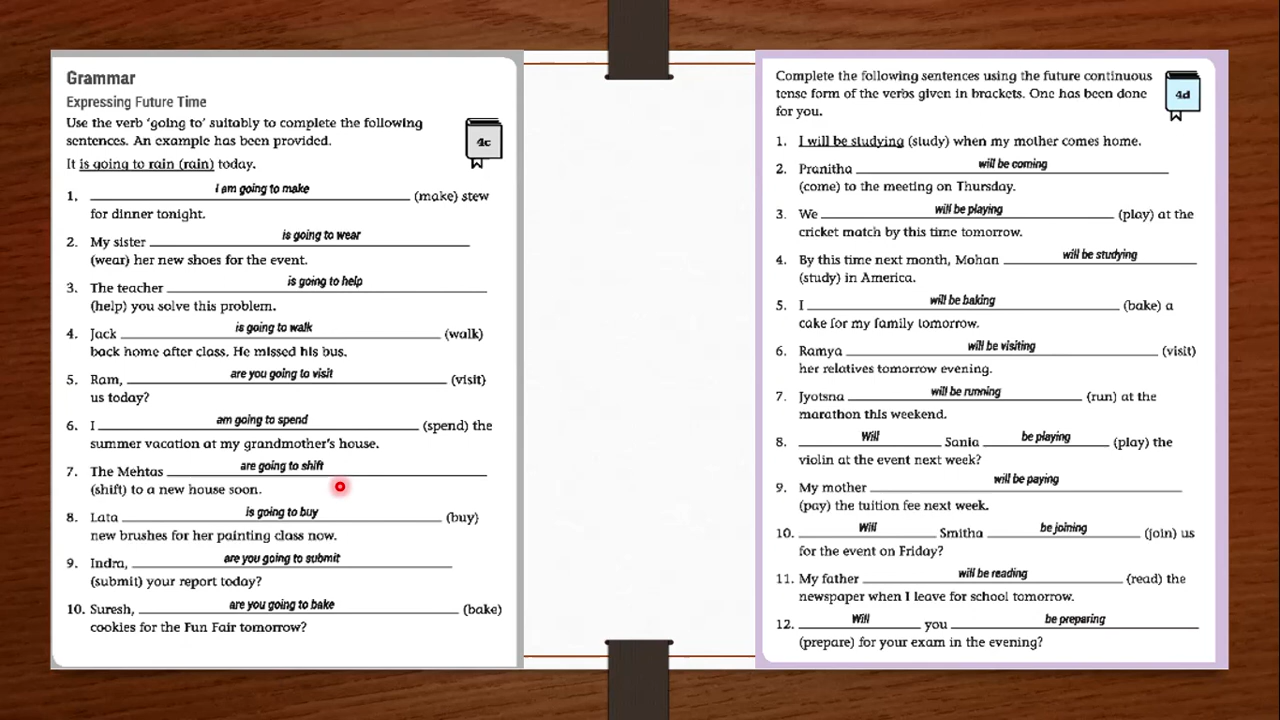 Grammar
Expressing Future Time
Use the verb ‘going to’ suitably to complete the following
sentences. An example has been provided.
4c
It is going to rain (rain) today.
1. i am going to make (make) stew
for dinner tonight.
2. My sister is going to wear
(wear) her new shoes for the event.
3. The teacher is going to help
(help) you solve this problem.
4. Jack is going to walk (walk)
back home after class. He missed his bus.
5. Ram, are you going to visit (visit)
us today?
6. I am going to spend (spend) the
summer vacation at my grandmother’s house.
7. The Mehtas are going to shift
(shift) to a new house soon.
8. Lata is going to buy (buy)
new brushes for her painting class now.
9. Indra, are you going to submit
(submit) your report today?
10. Suresh, are you going to bake (bake)
cookies for the Fun Fair tomorrow?
Complete the following sentences using the future continuous
tense form of the verbs given in brackets. One has been done
for you.
4d
1. I will be studying (study) when my mother comes home.
2. Pranitha will be coming
(come) to the meeting on Thursday.
3. We will be playing (play) at the
cricket match by this time tomorrow.
4. By this time next month, Mohan will be studying
(study) in America.
5. I will be baking (bake) a
cake for my family tomorrow.
6. Ramya will be visiting (visit)
her relatives tomorrow evening.
7. Jyotsna will be running (run) at the
marathon this weekend.
8. Will Sania be playing (play) the
violin at the event next week?
9. My mother will be paying
(pay) the tuition fee next week.
10. Will Smitha be joining (join) us
for the event on Friday?
11. My father will be reading (read) the
newspaper when I leave for school tomorrow.
12. Will you be preparing
(prepare) for your exam in the evening?